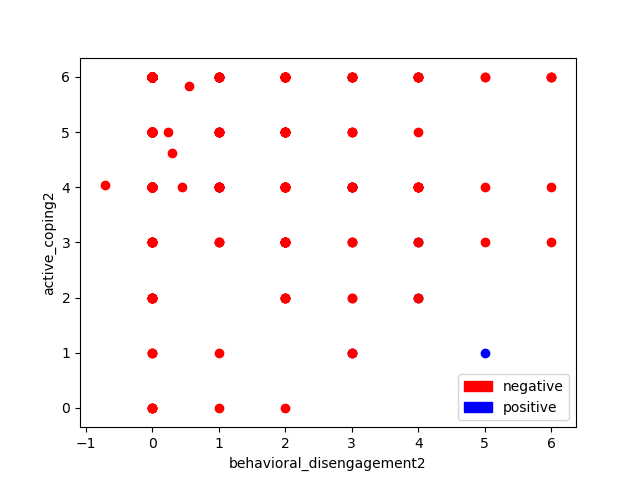 6
5
4
3
2
1
0
active_coping2
negative
positive
−1 0 1 2 3 4 5 6
behavioral_disengagement2